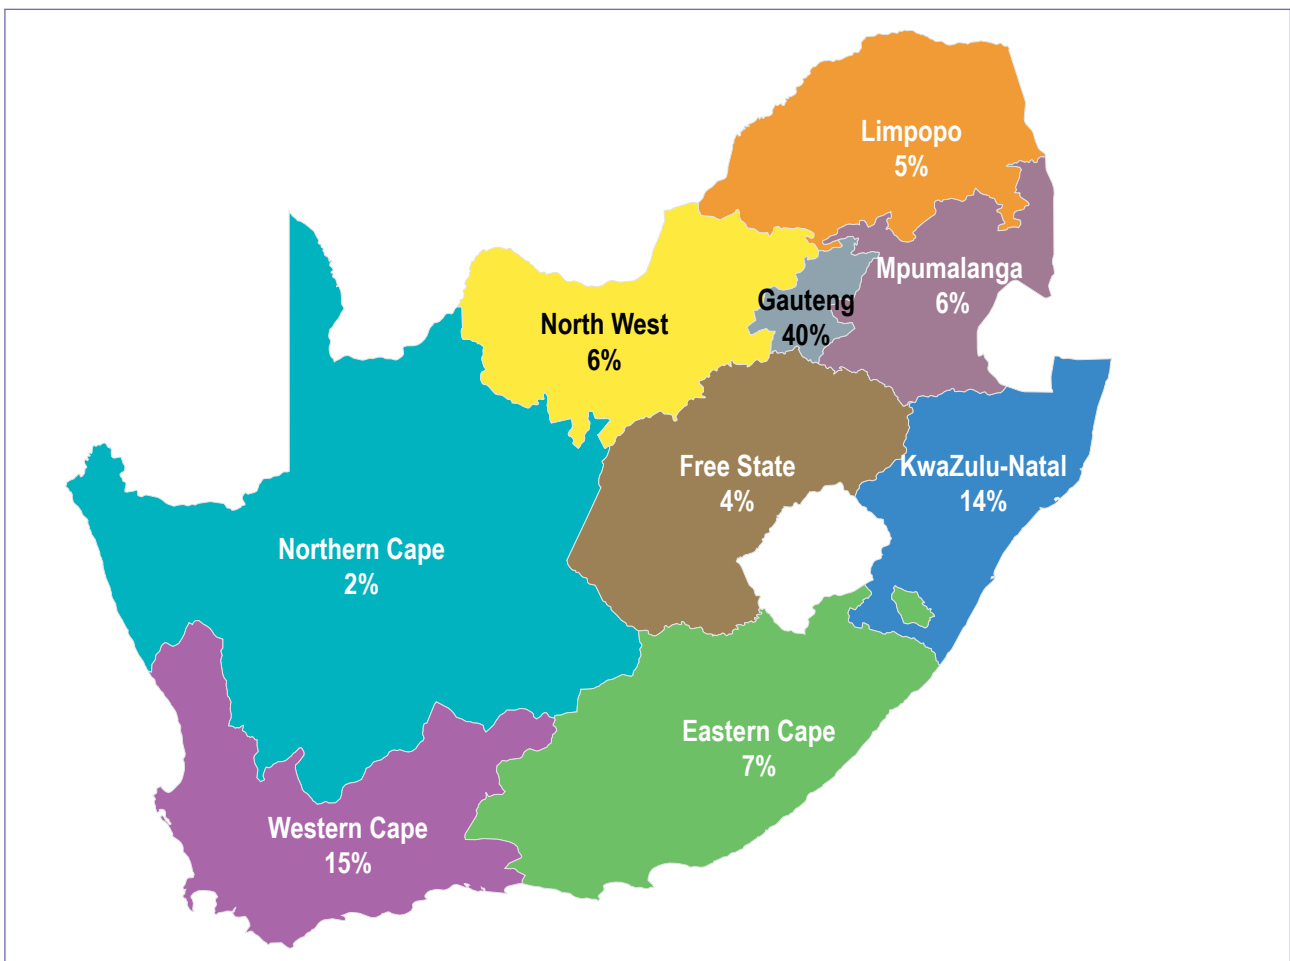 Limpopo
5%
Mpumalanga
6%
Gauteng
40%
North West
6%
Free State
4%
KwaZulu-Natal
14%
Northern Cape
2%
Eastern Cape
7%
Western Cape
15%